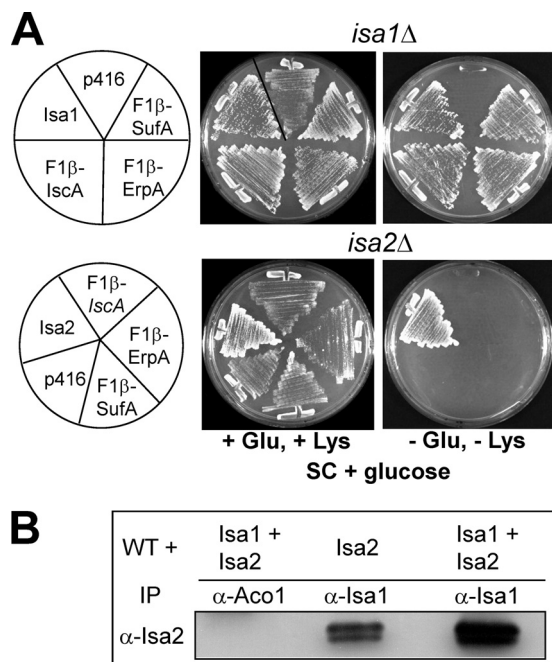 A
isa1Δ
p416
Isa1
F1β-
SufA
F1β-
IscA
F1β-
ErpA
isa2Δ
F1β-
IscA
Isa2
F1β-
ErpA
p416
F1β-
SufA
+ Glu, + Lys
- Glu, - Lys
SC + glucose
B
WT +
Isa1 +
Isa2
Isa2
Isa1 +
Isa2
IP
α-Aco1
α-Isa1
α-Isa1
α-Isa2